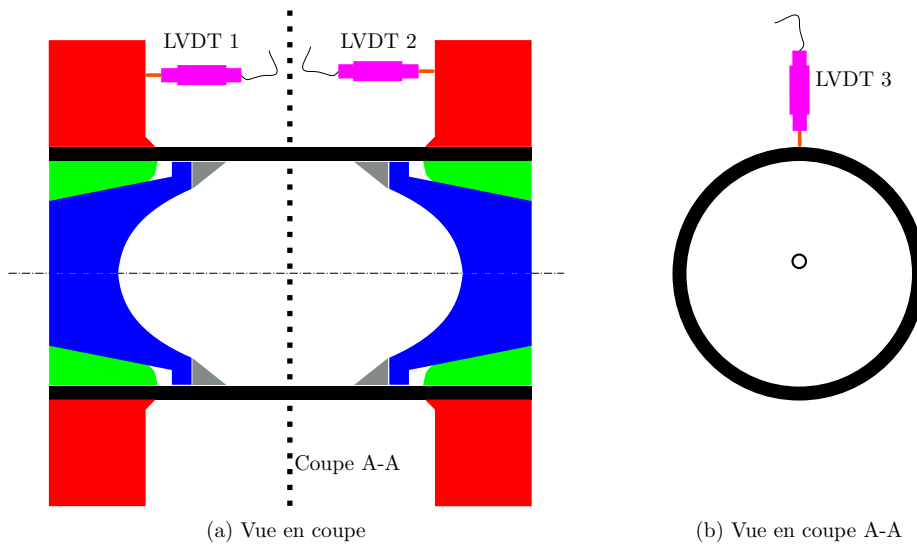 LVDT 1
LVDT 2
LVDT 3
Coupe A-A
(a) Vue en coupe
(b) Vue en coupe A-A